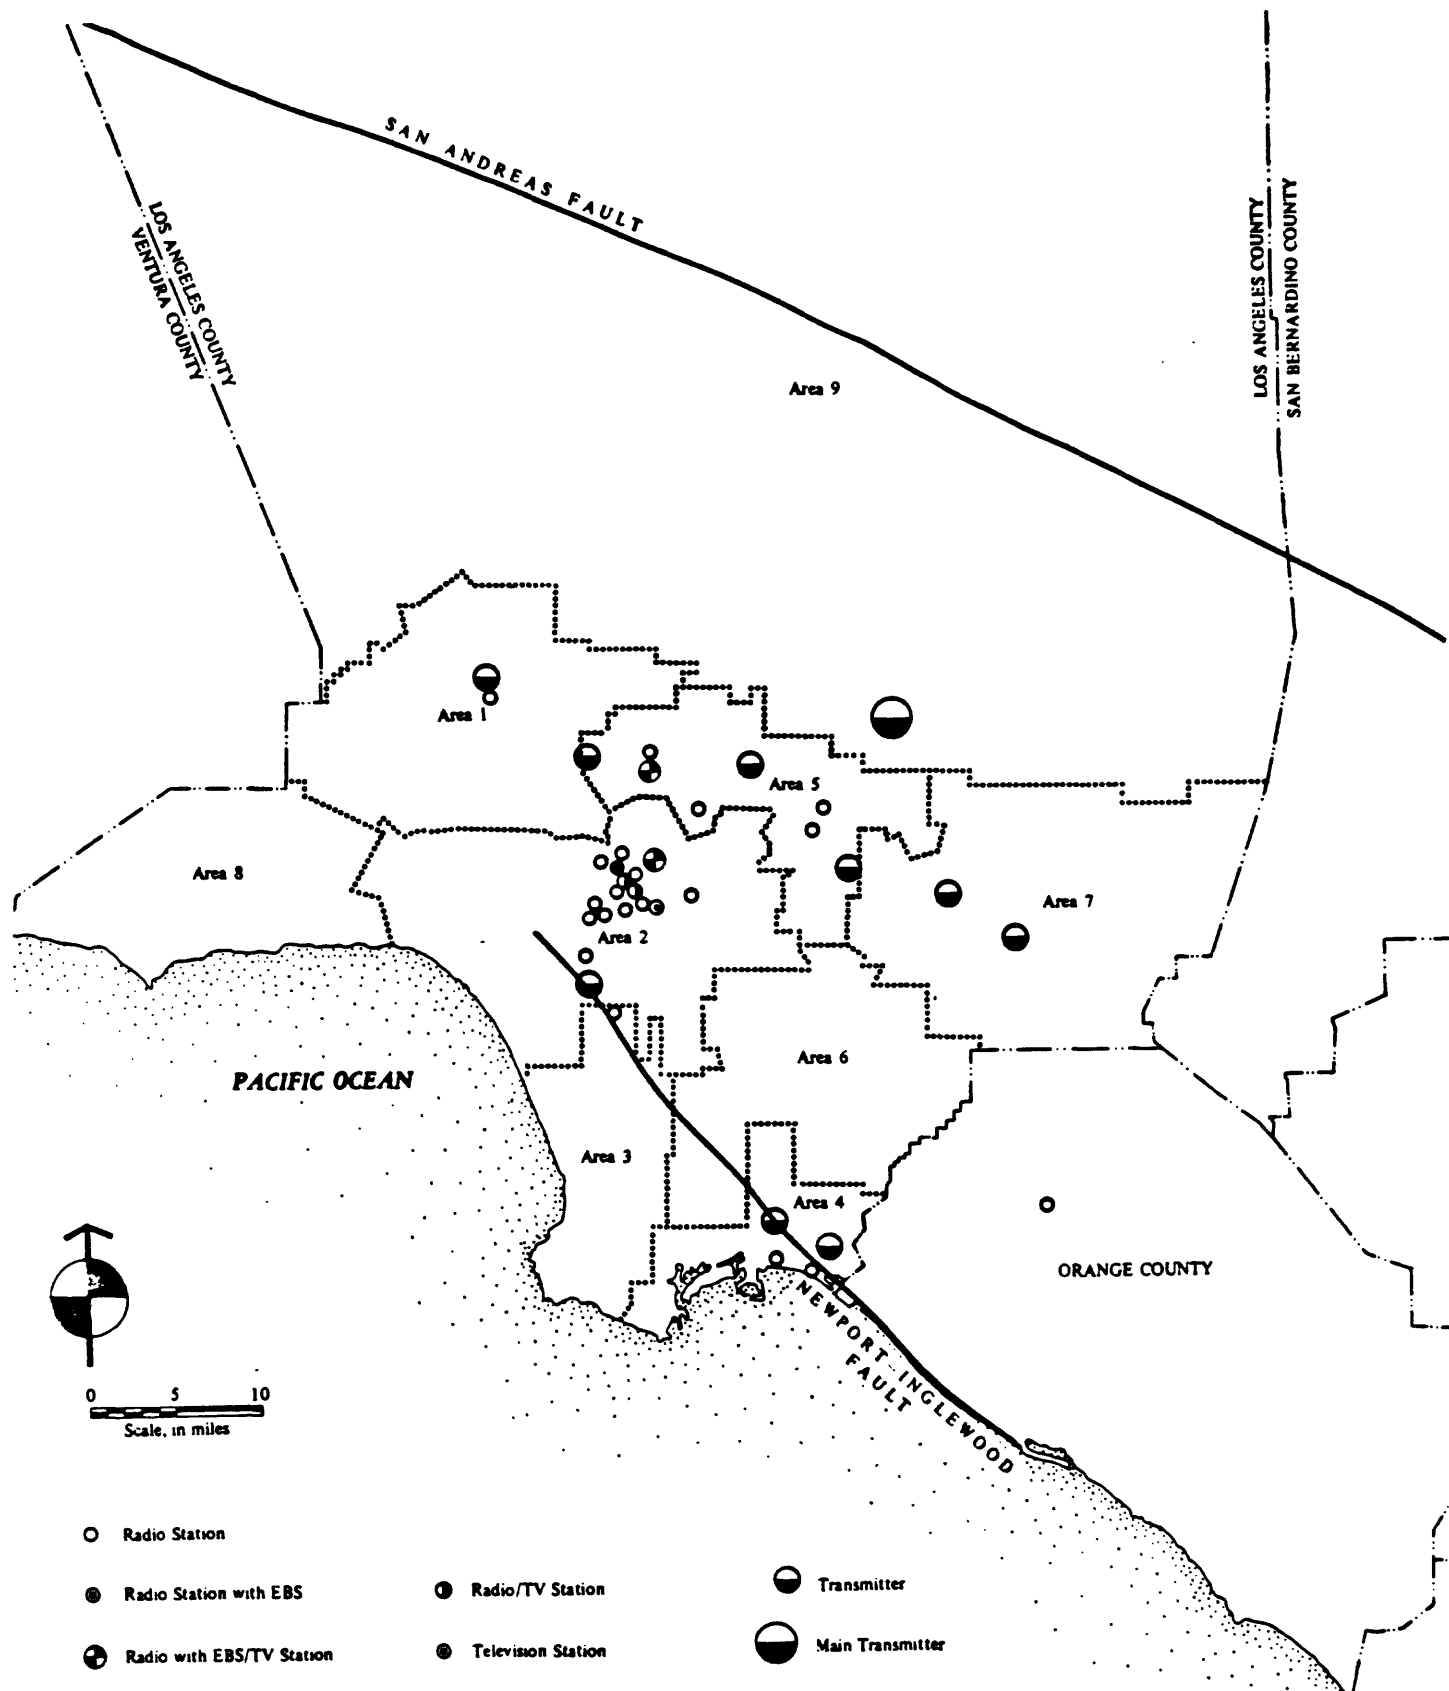 SAN ANDREAS FAULT
LOS ANGELES COUNTY
VENTURA COUNTY
LOS ANGELES COUNTY
SAN BERNARDINO COUNTY
Area 9
Area 1
Area 5
Area 8
Area 7
Area 2
Area 6
PACIFIC OCEAN
Area 3
Area 4
ORANGE COUNTY
NEWPORT-INGLEWOOD
FAULT
0 5 10
Scale, in miles
Radio Station
Radio Station with EBS
Radio/TV Station
Transmitter
Radio with EBS/TV Station
Television Station
Main Transmitter